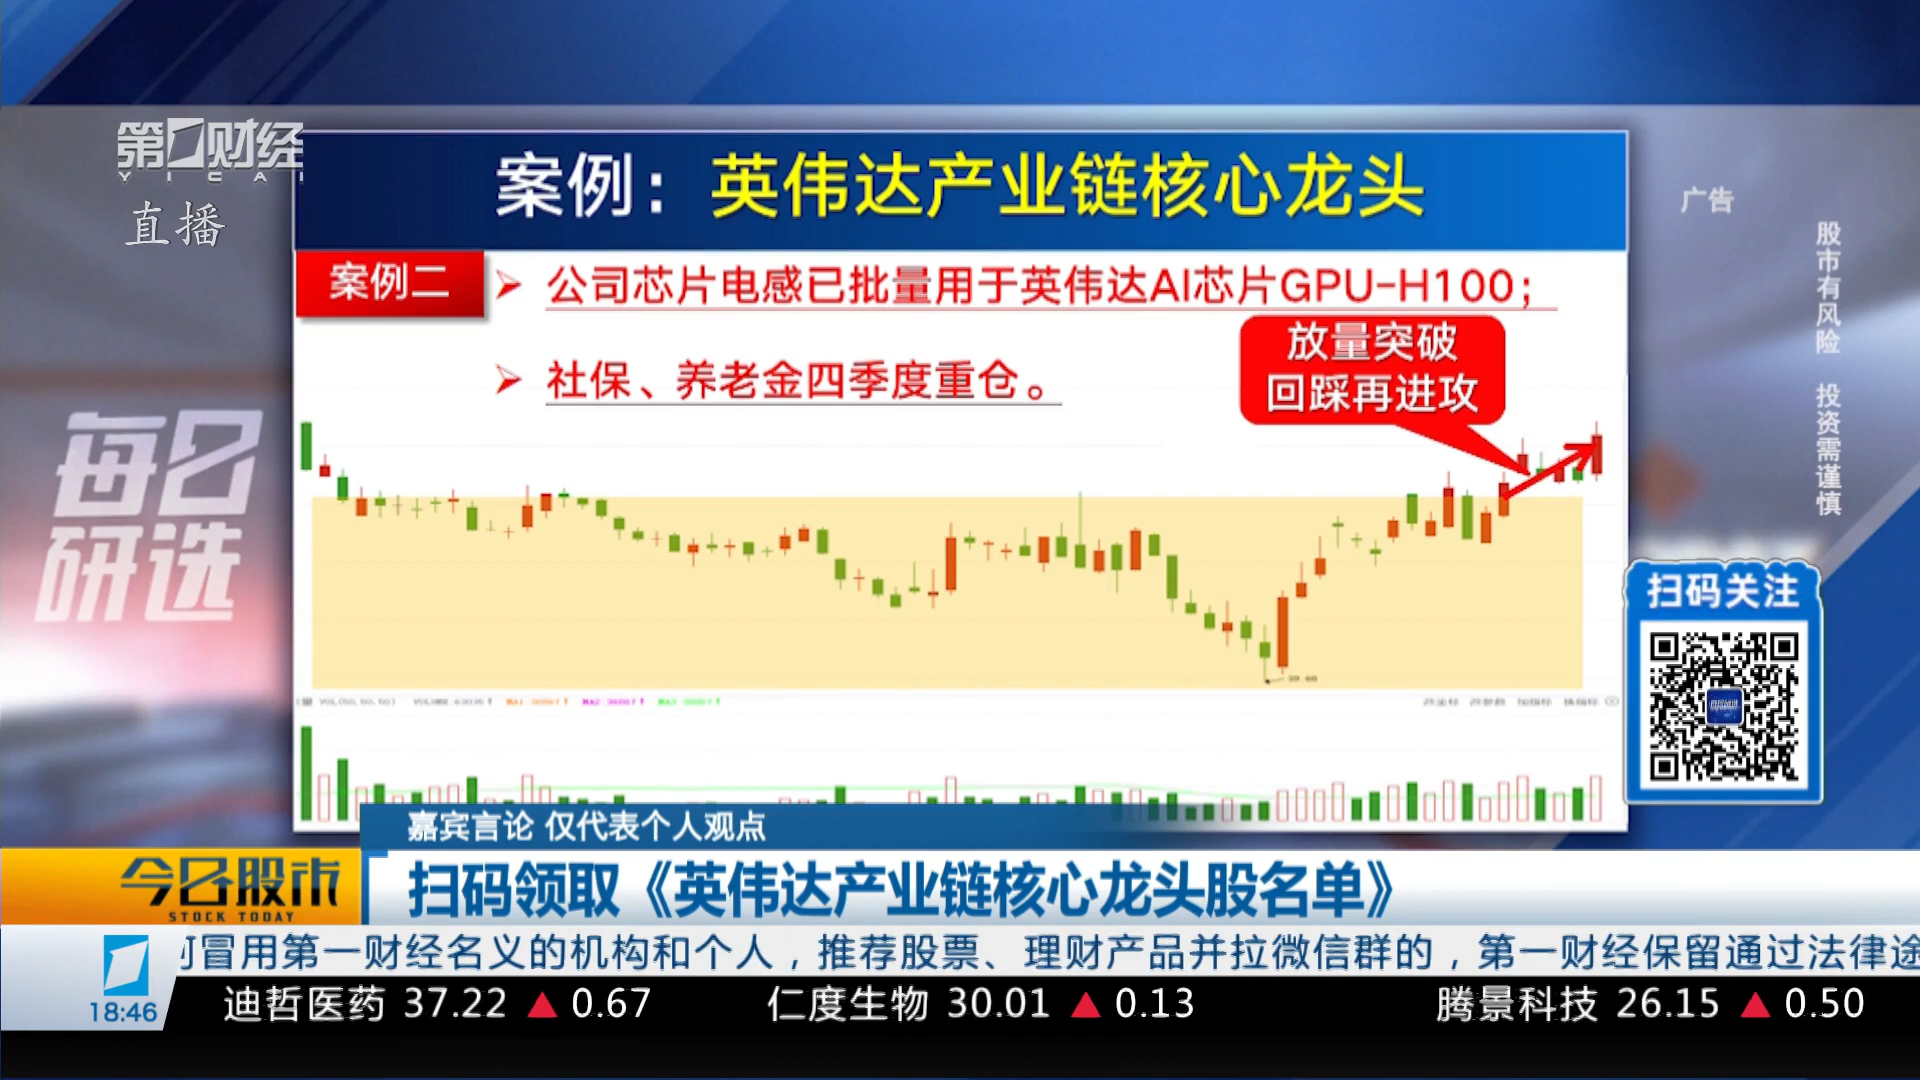 第一财经
YICAI
直播
案例：英伟达产业链核心龙头
广告
股市有风险 投资需谨慎
案例二
公司芯片电感已批量用于英伟达AI芯片GPU-H100；
社保、养老金四季度重仓。
放量突破
回踩再进攻
每日
研选
扫码关注
39.66
嘉宾言论 仅代表个人观点
今日股市
STOCK TODAY
扫码领取《英伟达产业链核心龙头股名单》
冒用第一财经名义的机构和个人，推荐股票、理财产品并拉微信群的，第一财经保留通过法律途
18:46
迪哲医药 37.22 ▲ 0.67 仁度生物 30.01 ▲ 0.13 腾景科技 26.15 ▲ 0.50